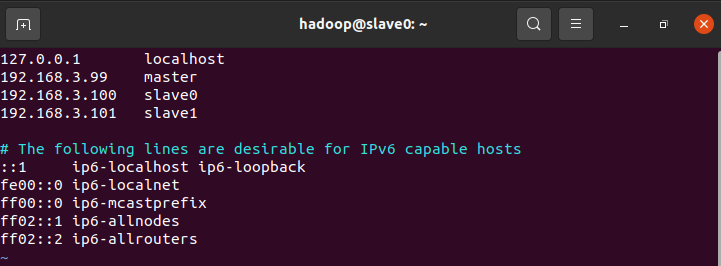 hadoop@slave0: ~
127.0.0.1       localhost
192.168.3.99    master
192.168.3.100   slave0
192.168.3.101   slave1
# The following lines are desirable for IPv6 capable hosts
::1     ip6-localhost ip6-loopback
fe00::0 ip6-localnet
ff00::0 ip6-mcastprefix
ff02::1 ip6-allnodes
ff02::2 ip6-allrouters
~